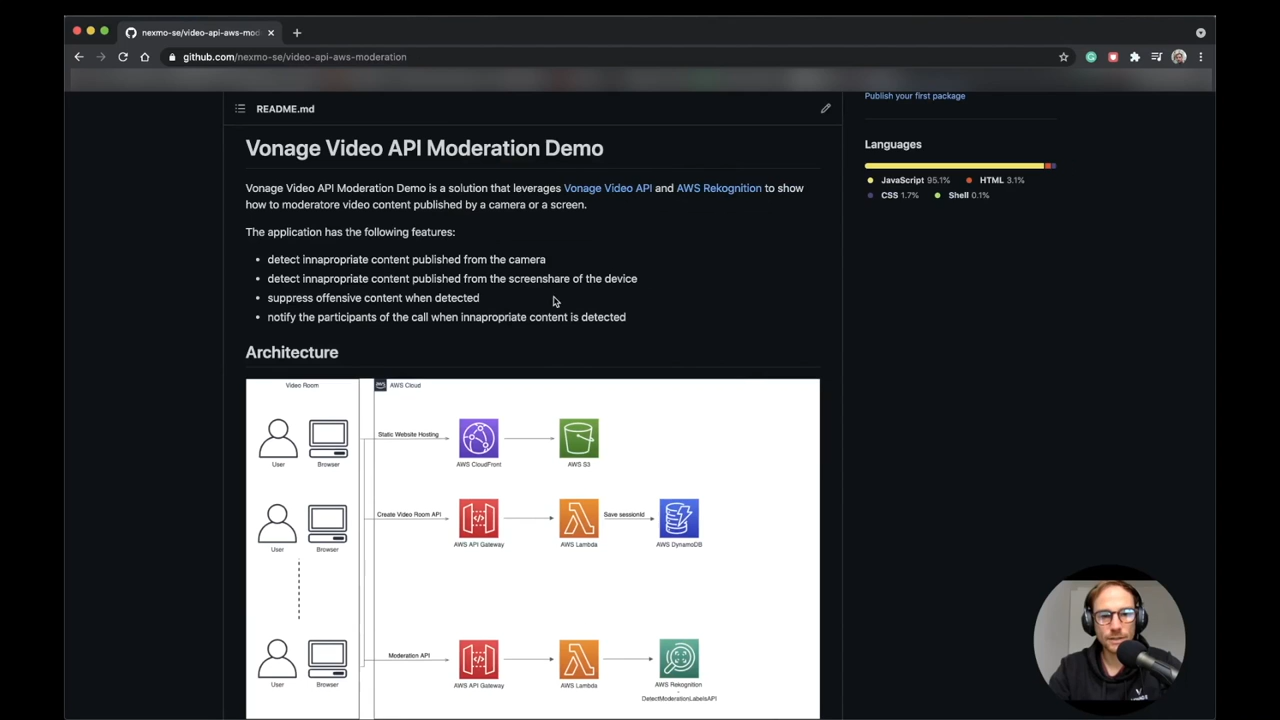 nexmo-se/video-api-aws-mod
github.com/nexmo-se/video-api-aws-moderation
README.md
Publish your first package
Vonage Video API Moderation Demo
Languages
Vonage Video API Moderation Demo is a solution that leverages Vonage Video API and AWS Rekognition to show
how to moderatore video content published by a camera or a screen.
JavaScript 95.1%
HTML 3.1%
CSS 1.7%
Shell 0.1%
The application has the following features:
detect innapropriate content published from the camera
detect innapropriate content published from the screenshare of the device
suppress offensive content when detected
notify the participants of the call when innapropriate content is detected
Architecture
Video Room
aws AWS Cloud
Static Website Hosting
User
Browser
AWS CloudFront
AWS S3
Create Video Room API
Save sessionId
User
Browser
AWS API Gateway
AWS Lambda
AWS DynamoDB
Moderation API
User
Browser
AWS API Gateway
AWS Lambda
AWS Rekognition
-
DetectModerationLabelsAPI